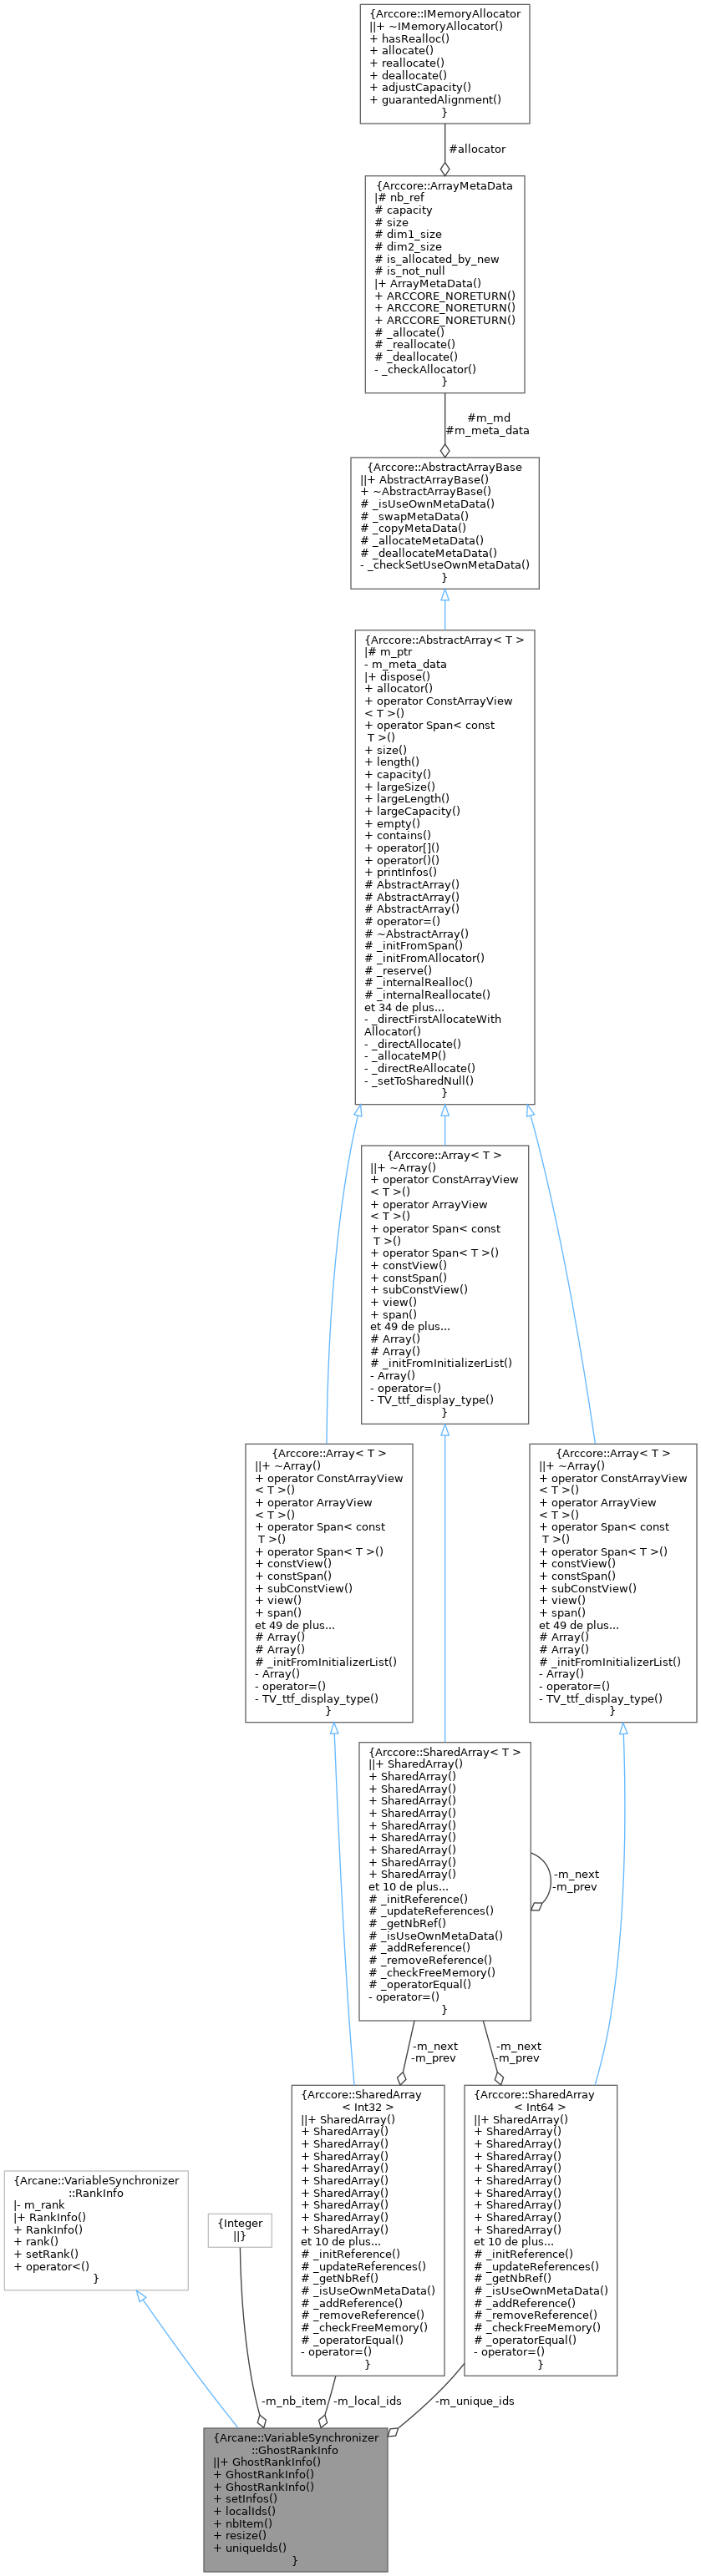 {Arccore::IMemoryAllocator
||+ ~IMemoryAllocator()
+ hasRealloc()
+ allocate()
+ reallocate()
+ deallocate()
+ adjustCapacity()
+ guarantedAlignment()
}
#allocator
{Arccore::ArrayMetaData
|# nb_ref
# capacity
# size
# dim1_size
# dim2_size
# is_allocated_by_new
# is_not_null
|+ ArrayMetaData()
+ ARCCORE_NORETURN()
+ ARCCORE_NORETURN()
+ ARCCORE_NORETURN()
# _allocate()
# _reallocate()
# _deallocate()
- _checkAllocator()
}
#m_md
#m_meta_data
{Arccore::AbstractArrayBase
||+ AbstractArrayBase()
+ ~AbstractArrayBase()
# _isUseOwnMetaData()
# _swapMetaData()
# _copyMetaData()
# _allocateMetaData()
# _deallocateMetaData()
- _checkSetUseOwnMetaData()
}
{Arccore::AbstractArray< T >
|# m_ptr
- m_meta_data
|+ dispose()
+ allocator()
+ operator ConstArrayView
< T >()
+ operator Span< const
T >()
+ size()
+ length()
+ capacity()
+ largeSize()
+ largeLength()
+ largeCapacity()
+ empty()
+ contains()
+ operator[]()
+ operator()()
+ printInfos()
# AbstractArray()
# AbstractArray()
# AbstractArray()
# operator=()
# ~AbstractArray()
# _initFromSpan()
# _initFromAllocator()
# _reserve()
# _internalRealloc()
# _internalReallocate()
et 34 de plus...
- _directFirstAllocateWith
Allocator()
- _directAllocate()
- _allocateMP()
- _directReAllocate()
- _setToSharedNull()
}
{Arccore::Array< T >
||+ ~Array()
+ operator ConstArrayView
< T >()
+ operator ArrayView
< T >()
+ operator Span< const
T >()
+ operator Span< T >()
+ constView()
+ constSpan()
+ subConstView()
+ view()
+ span()
et 49 de plus...
# Array()
# Array()
# _initFromInitializerList()
- Array()
- operator=()
- TV_ttf_display_type()
}
{Arccore::Array< T >
||+ ~Array()
+ operator ConstArrayView
< T >()
+ operator ArrayView
< T >()
+ operator Span< const
T >()
+ operator Span< T >()
+ constView()
+ constSpan()
+ subConstView()
+ view()
+ span()
et 49 de plus...
# Array()
# Array()
# _initFromInitializerList()
- Array()
- operator=()
- TV_ttf_display_type()
}
{Arccore::Array< T >
||+ ~Array()
+ operator ConstArrayView
< T >()
+ operator ArrayView
< T >()
+ operator Span< const
T >()
+ operator Span< T >()
+ constView()
+ constSpan()
+ subConstView()
+ view()
+ span()
et 49 de plus...
# Array()
# Array()
# _initFromInitializerList()
- Array()
- operator=()
- TV_ttf_display_type()
}
{Arccore::SharedArray< T >
||+ SharedArray()
+ SharedArray()
+ SharedArray()
+ SharedArray()
+ SharedArray()
+ SharedArray()
+ SharedArray()
+ SharedArray()
+ SharedArray()
+ SharedArray()
et 10 de plus...
# _initReference()
# _updateReferences()
# _getNbRef()
# _isUseOwnMetaData()
# _addReference()
# _removeReference()
# _checkFreeMemory()
# _operatorEqual()
- operator=()
}
-m_next
-m_prev
-m_next
-m_prev
-m_next
-m_prev
{Arccore::SharedArray
< Int32 >
||+ SharedArray()
+ SharedArray()
+ SharedArray()
+ SharedArray()
+ SharedArray()
+ SharedArray()
+ SharedArray()
+ SharedArray()
+ SharedArray()
+ SharedArray()
et 10 de plus...
# _initReference()
# _updateReferences()
# _getNbRef()
# _isUseOwnMetaData()
# _addReference()
# _removeReference()
# _checkFreeMemory()
# _operatorEqual()
- operator=()
}
{Arccore::SharedArray
< Int64 >
||+ SharedArray()
+ SharedArray()
+ SharedArray()
+ SharedArray()
+ SharedArray()
+ SharedArray()
+ SharedArray()
+ SharedArray()
+ SharedArray()
+ SharedArray()
et 10 de plus...
# _initReference()
# _updateReferences()
# _getNbRef()
# _isUseOwnMetaData()
# _addReference()
# _removeReference()
# _checkFreeMemory()
# _operatorEqual()
- operator=()
}
{Arcane::VariableSynchronizer
::RankInfo
|- m_rank
|+ RankInfo()
+ RankInfo()
+ rank()
+ setRank()
+ operator<()
}
{Integer
||}
-m_nb_item
-m_local_ids
-m_unique_ids
{Arcane::VariableSynchronizer
::GhostRankInfo
||+ GhostRankInfo()
+ GhostRankInfo()
+ GhostRankInfo()
+ setInfos()
+ localIds()
+ nbItem()
+ resize()
+ uniqueIds()
}